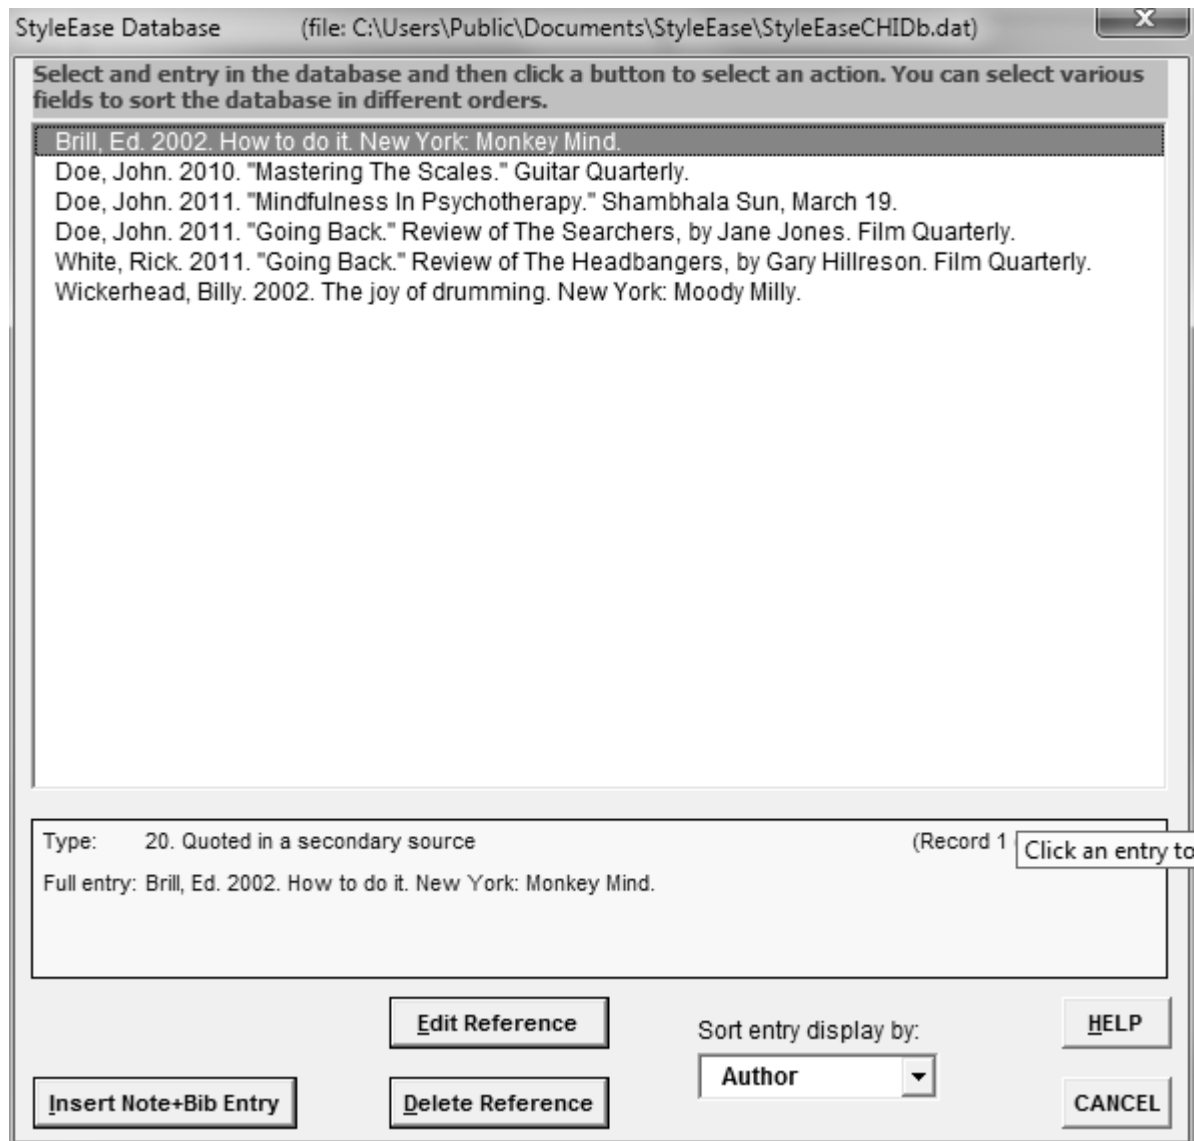 StyleEase Database (file: C:\Users\Public\Documents\StyleEase\StyleEaseCHIDb.dat)
X
Select and entry in the database and then click a button to select an action. You can select various
fields to sort the database in different orders.
Brill, Ed. 2002. How to do it. New York: Monkey Mind.
Doe, John. 2010. "Mastering The Scales." Guitar Quarterly.
Doe, John. 2011. "Mindfulness In Psychotherapy." Shambhala Sun, March 19.
Doe, John. 2011. "Going Back." Review of The Searchers, by Jane Jones. Film Quarterly.
White, Rick. 2011. "Going Back." Review of The Headbangers, by Gary Hillreson. Film Quarterly.
Wickerhead, Billy. 2002. The joy of drumming. New York: Moody Milly.
Type: 20. Quoted in a secondary source (Record 1
Click an entry to
Full entry: Brill, Ed. 2002. How to do it. New York: Monkey Mind.
Edit Reference
Sort entry display by:
HELP
Author
Insert Note+Bib Entry
Delete Reference
CANCEL